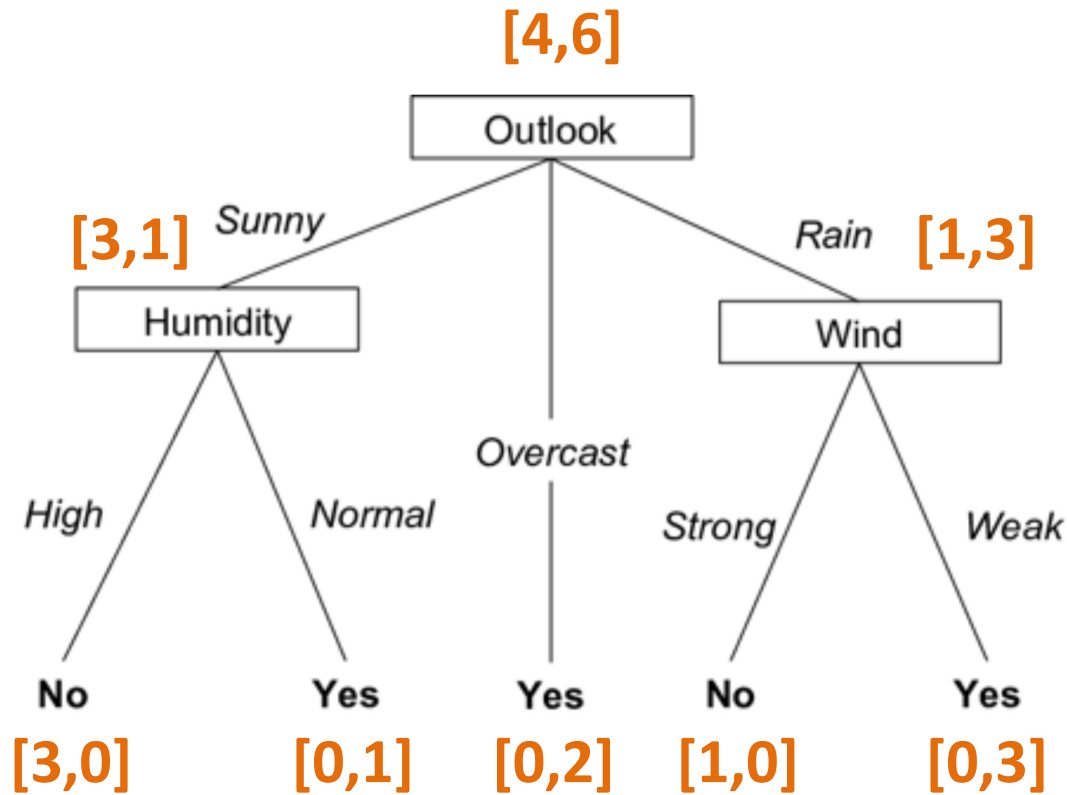 [4,6]
Outlook
Sunny
Rain
[3,1]
[1,3]
Humidity
Wind
Overcast
High
Normal
Strong
Weak
No
Yes
Yes
No
Yes
[3,0]
[0,1]
[0,2]
[1,0]
[0,3]